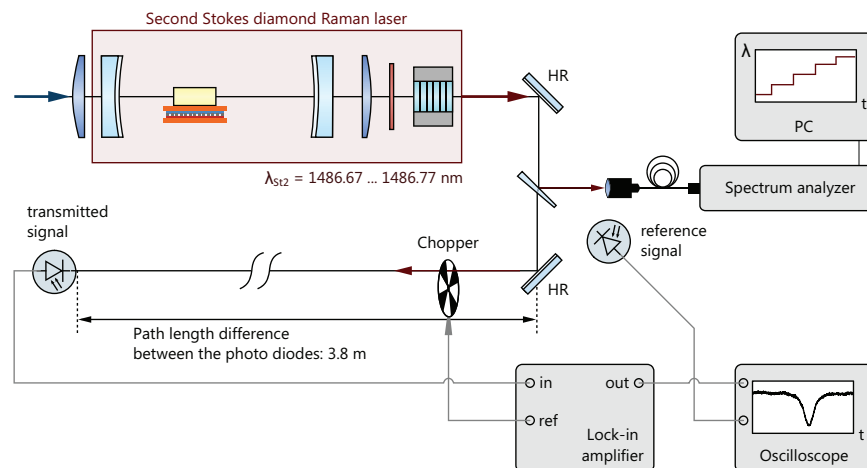 Second Stokes diamond Raman laser
HR
λ
t
PC
λSt2 = 1486.67 ... 1486.77 nm
Spectrum analyzer
transmitted
signal
Chopper
reference
signal
HR
Path length difference
between the photo diodes: 3.8 m
in
out
ref
Lock-in
amplifier
t
Oscilloscope